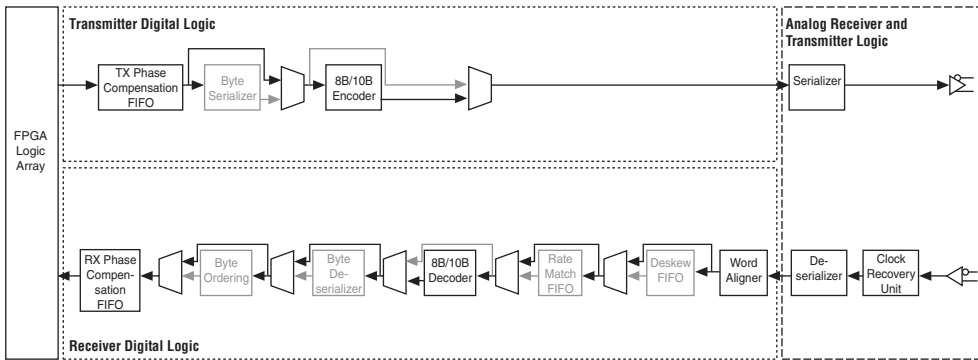 Transmitter Digital Logic
Analog Receiver and
Transmitter Logic
FPGA
Logic
Array
TX Phase
Compensation
FIFO
Byte
Serializer
8B/10B
Encoder
Serializer
RX Phase
Compen-
sation
FIFO
Byte
Ordering
Byte
De-
serializer
8B/10B
Decoder
Rate
Match
FIFO
Deskew
FIFO
Word
Aligner
De-
serializer
Clock
Recovery
Unit
Receiver Digital Logic